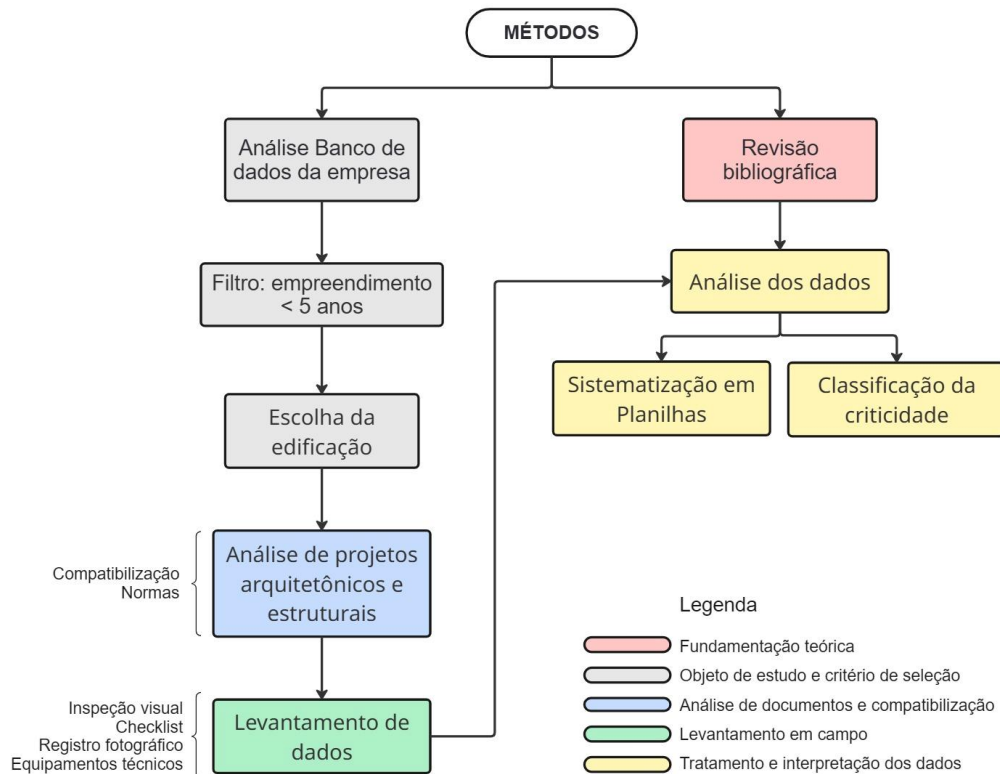 MÉTODOS
Análise Banco de
dados da empresa
Revisão
bibliográfica
Filtro: empreendimento
< 5 anos
Análise dos dados
Sistematização em
Planilhas
Classificação da
criticidade
Escolha da
edificação
Compatibilização
Normas
Análise de projetos
arquitetônicos e
estruturais
Inspeção visual
Checklist
Registro fotográfico
Equipamentos técnicos
Levantamento de
dados
Legenda
Fundamentação teórica
Objeto de estudo e critério de seleção
Análise de documentos e compatibilização
Levantamento em campo
Tratamento e interpretação dos dados